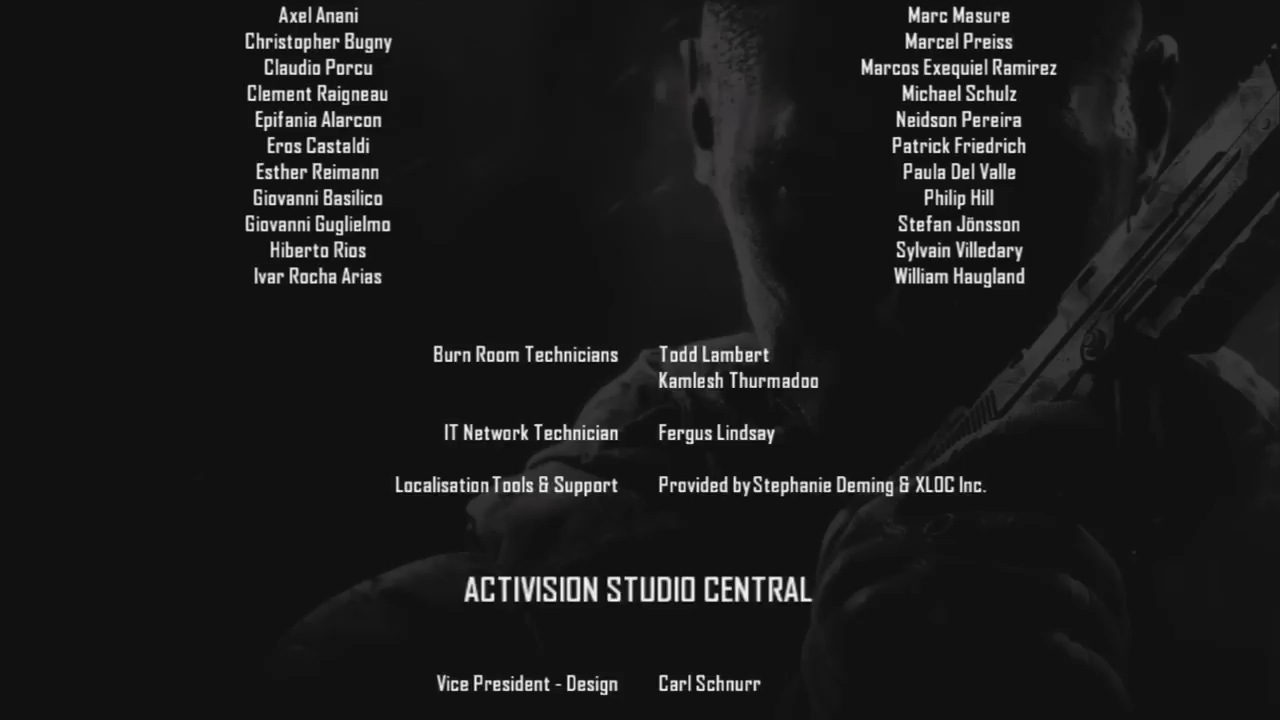 Axel Anani
Christopher Bugny
Claudio Porcu
Clement Raigneau
Epifania Alarcon
Eros Castaldi
Esther Reimann
Giovanni Basilico
Giovanni Guglielmo
Hiberto Rios
Ivar Rocha Arias
Marc Masure
Marcel Preiss
Marcos Exequiel Ramirez
Michael Schulz
Neidson Pereira
Patrick Friedrich
Paula Del Valle
Philip Hill
Stefan Jönsson
Sylvain Villedary
William Haugland
Burn Room Technicians Todd Lambert
Kamlesh Thurmadoo
IT Network Technician Fergus Lindsay
Localisation Tools & Support Provided by Stephanie Deming & XLOC Inc.
ACTIVISION STUDIO CENTRAL
Vice President - Design Carl Schnurr